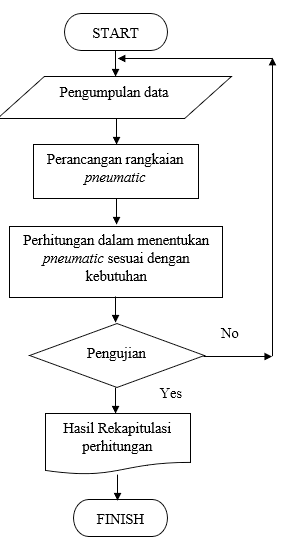 START
Pengumpulan data
Perancangan rangkaian
pneumatic
Perhitungan dalam menentukan
pneumatic sesuai dengan
kebutuhan
Pengujian
No
Yes
Hasil Rekapitulasi
perhitungan
FINISH